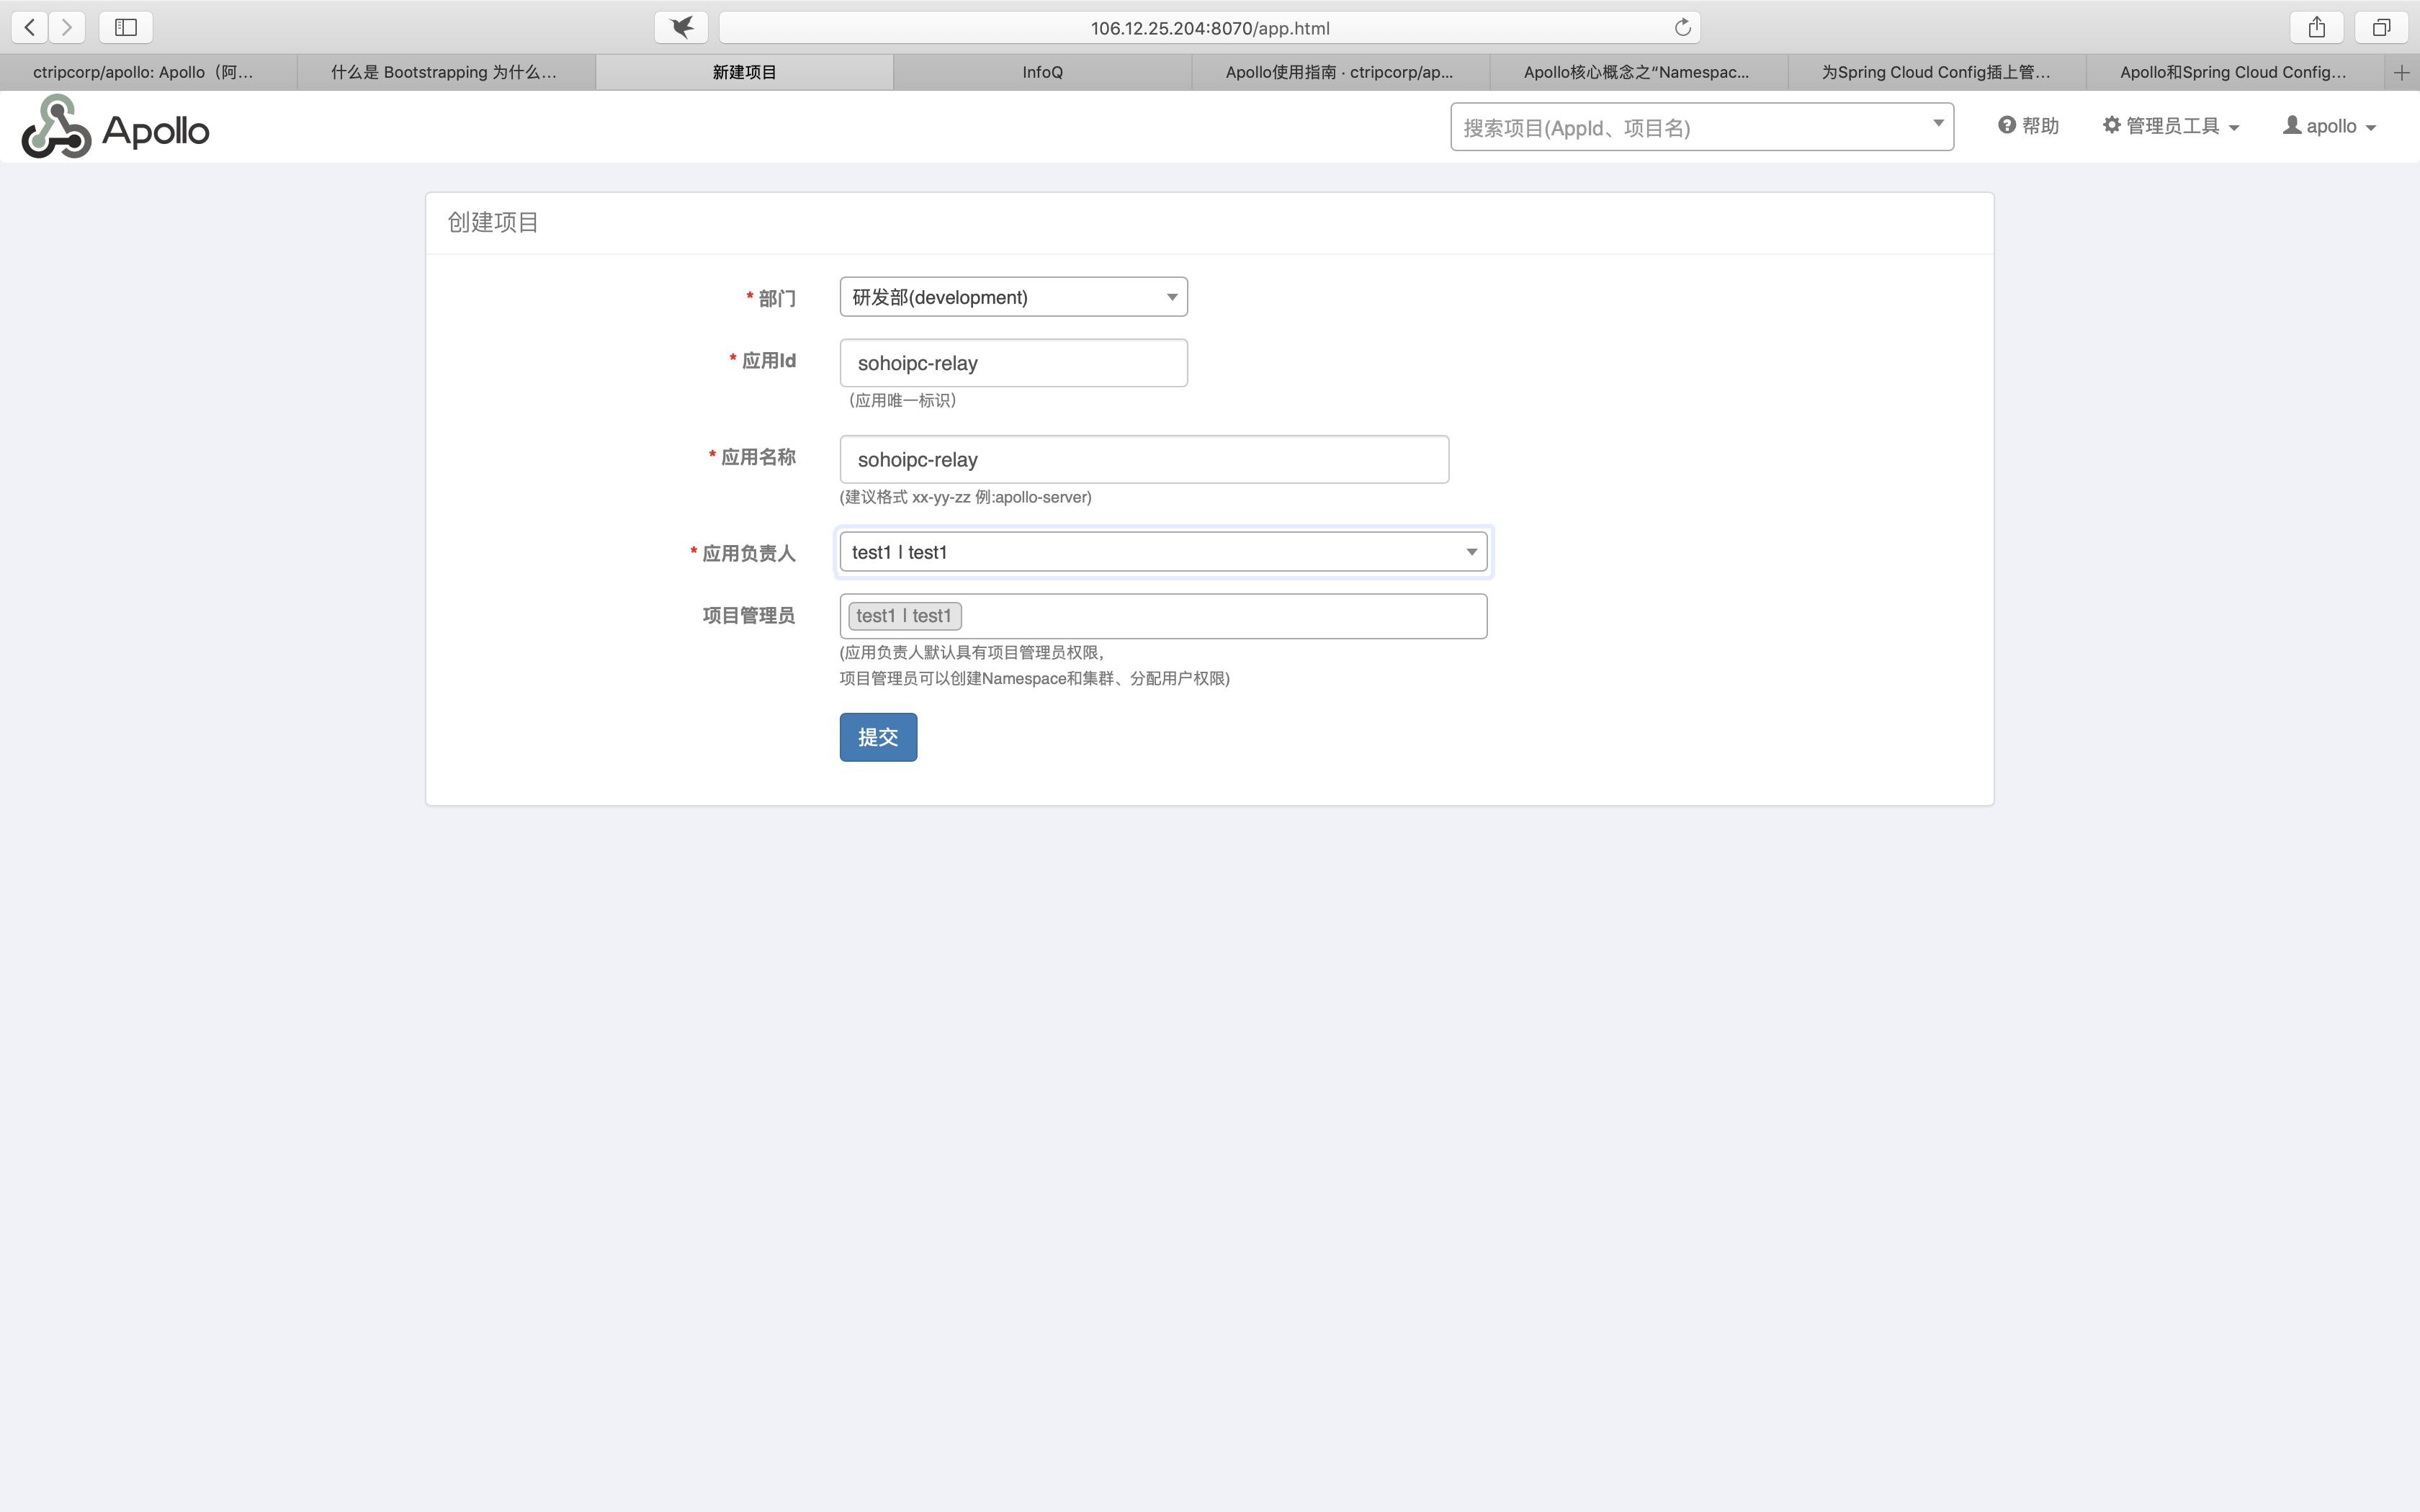 106.12.25.204:8070/app.html
ctripcorp/apollo: Apollo（阿...
什么是 Bootstrapping 为什么...
新建项目
InfoQ
Apollo使用指南 · ctripcorp/ap...
Apollo核心概念之“Namespac...
为Spring Cloud Config插上管...
Apollo和Spring Cloud Config...
Apollo
搜索项目(AppId、项目名)
帮助
管理员工具
apollo
创建项目
* 部门
研发部(development)
* 应用Id
sohoipc-relay
(应用唯一标识)
* 应用名称
sohoipc-relay
(建议格式 xx-yy-zz 例:apollo-server)
* 应用负责人
test1 | test1
项目管理员
test1 | test1
(应用负责人默认具有项目管理员权限，
项目管理员可以创建Namespace和集群、分配用户权限)
提交